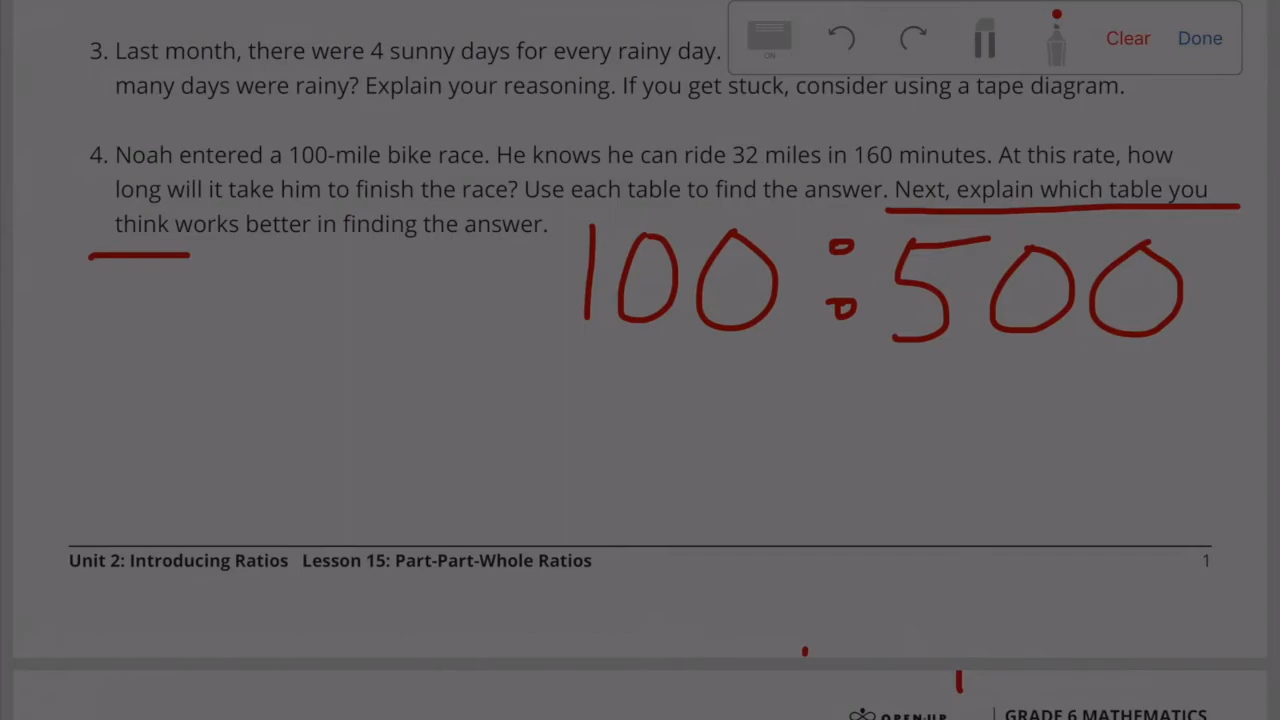 3. Last month, there were 4 sunny days for every rainy day.
ON
Clear
Done
many days were rainy? Explain your reasoning. If you get stuck, consider using a tape diagram.
4. Noah entered a 100-mile bike race. He knows he can ride 32 miles in 160 minutes. At this rate, how
long will it take him to finish the race? Use each table to find the answer. Next, explain which table you
think works better in finding the answer.
100:500
Unit 2: Introducing Ratios Lesson 15: Part-Part-Whole Ratios
1
OPEN-UP
GRADE 6 MATHEMATICS